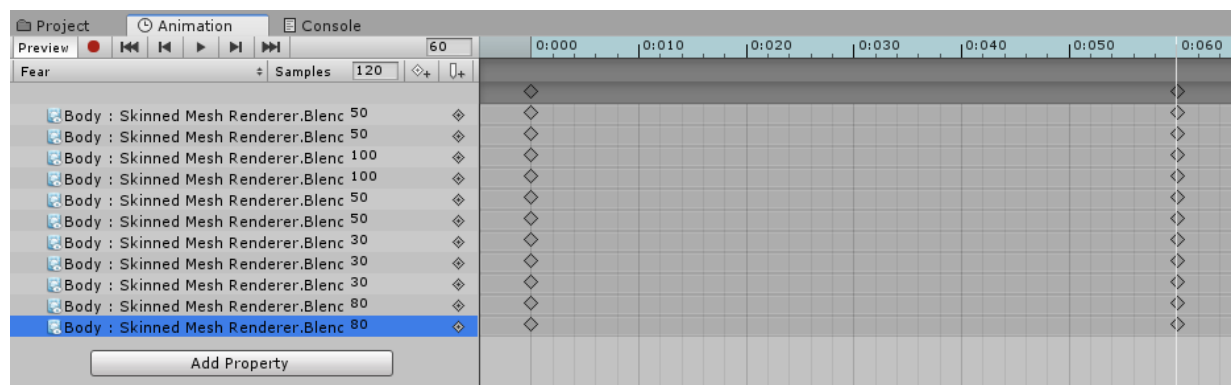 Project Animation Console
Preview 60 0:000 0:010 0:020 0:030 0:040 0:050 0:060
Fear Samples 120
Body : Skinned Mesh Renderer.Blenc 50
Body : Skinned Mesh Renderer.Blenc 50
Body : Skinned Mesh Renderer.Blenc 100
Body : Skinned Mesh Renderer.Blenc 100
Body : Skinned Mesh Renderer.Blenc 50
Body : Skinned Mesh Renderer.Blenc 50
Body : Skinned Mesh Renderer.Blenc 30
Body : Skinned Mesh Renderer.Blenc 30
Body : Skinned Mesh Renderer.Blenc 30
Body : Skinned Mesh Renderer.Blenc 80
Body : Skinned Mesh Renderer.Blenc 80
Add Property